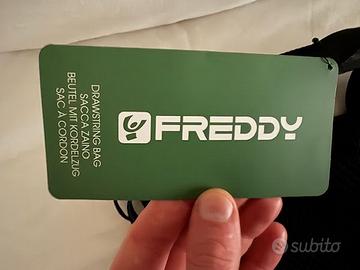 FREDDY
DRAWSTRING BAG
SACCA ZAINO
BEUTEL MIT KORDELZUG
SAC À CORDON
subito